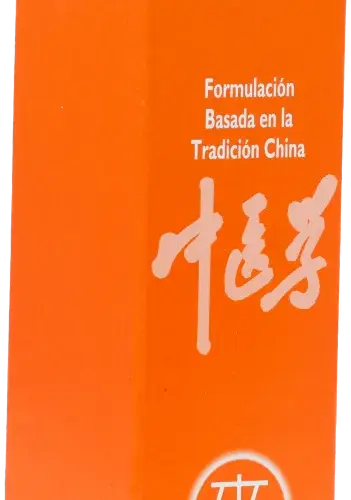 Formulación
Basada en la
Tradición China
中医学